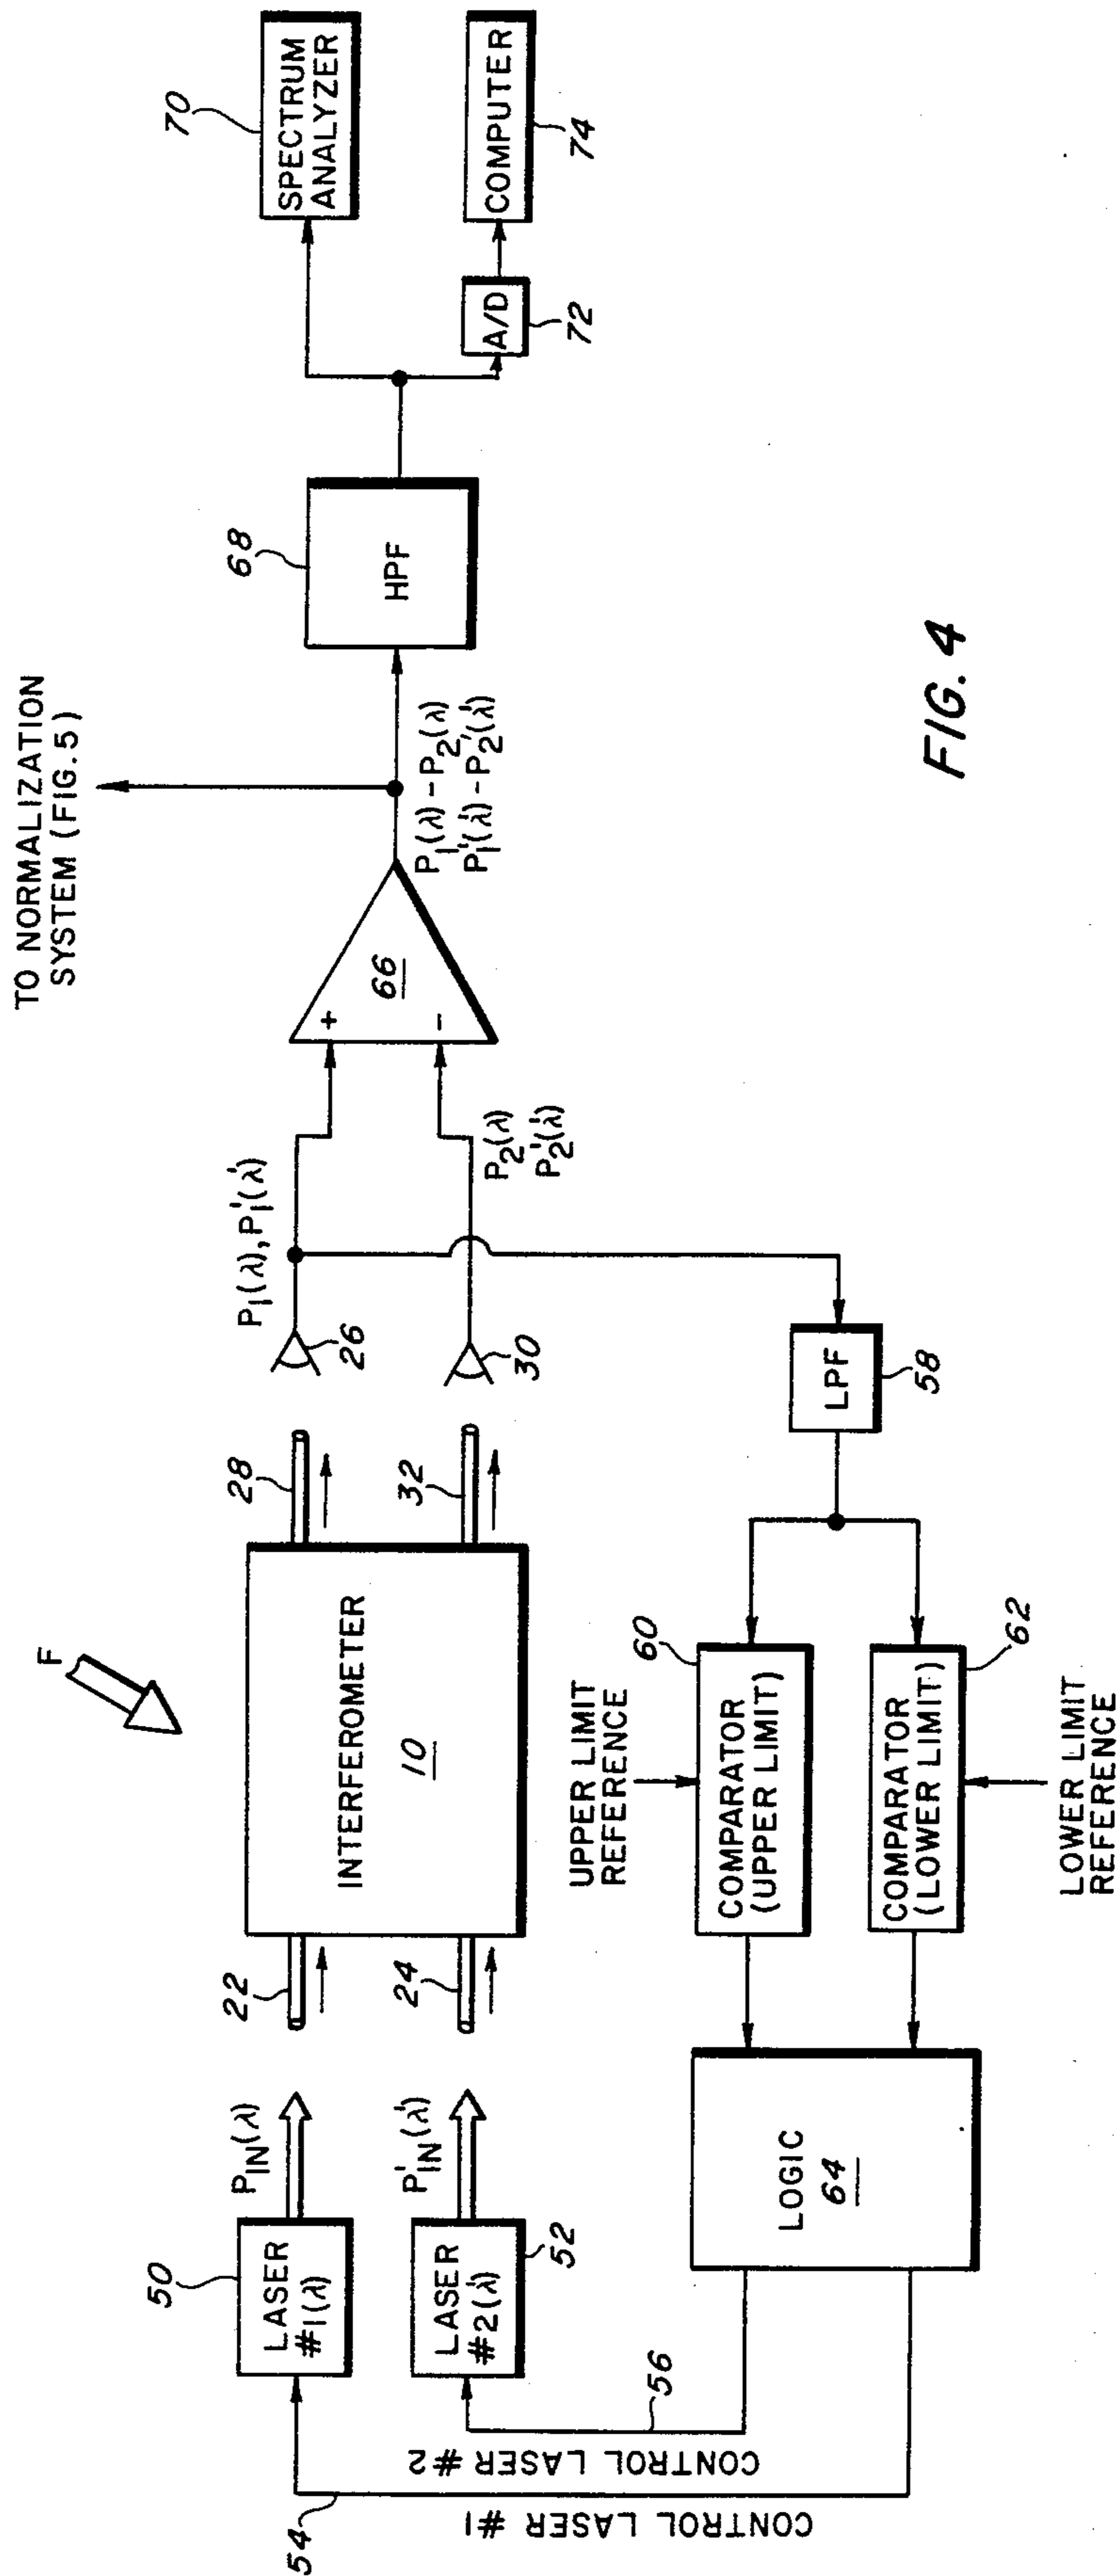 TO NORMALIZATION
SYSTEM (FIG. 5)
F
50
LASER
#1(λ)
P_IN(λ)
22
INTERFEROMETER
10
28
26
P₁(λ), P₁'(λ')
66
+
−
P₁(λ) − P₂(λ)
P₁'(λ') − P₂'(λ')
68
HPF
70
SPECTRUM
ANALYZER
A/D
72
COMPUTER
74
LASER
#2(λ')
52
P'_IN(λ')
24
32
30
P₂(λ)
P₂'(λ')
LPF
58
UPPER LIMIT
REFERENCE
60
COMPARATOR
(UPPER LIMIT)
COMPARATOR
(LOWER LIMIT)
62
LOWER LIMIT
REFERENCE
LOGIC
64
56
CONTROL LASER #2
54
CONTROL LASER #1
FIG. 4